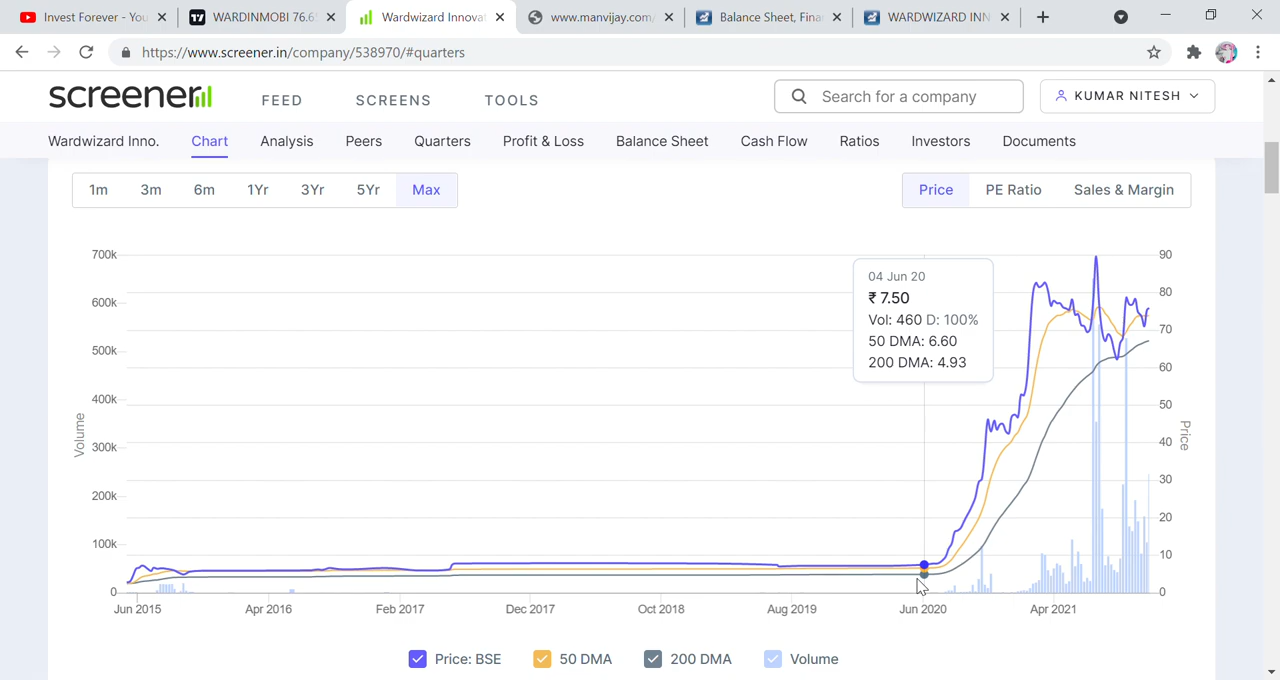 Invest Forever - You
WARDINMOBI 76.6
Wardwizard Innovat
www.manvijay.com/
Balance Sheet, Fina
WARDWIZARD INN
https://www.screener.in/company/538970/#quarters
screener
FEED
SCREENS
TOOLS
Search for a company
KUMAR NITESH
Wardwizard Inno.
Chart
Analysis
Peers
Quarters
Profit & Loss
Balance Sheet
Cash Flow
Ratios
Investors
Documents
1m 3m 6m 1Yr 3Yr 5Yr Max
Price PE Ratio Sales & Margin
700k
600k
500k
400k
300k
200k
100k
0
Volume
04 Jun 20
₹ 7.50
Vol: 460 D: 100%
50 DMA: 6.60
200 DMA: 4.93
90
80
70
60
50
40
30
20
10
0
Price
Jun 2015 Apr 2016 Feb 2017 Dec 2017 Oct 2018 Aug 2019 Jun 2020 Apr 2021
Price: BSE 50 DMA 200 DMA Volume